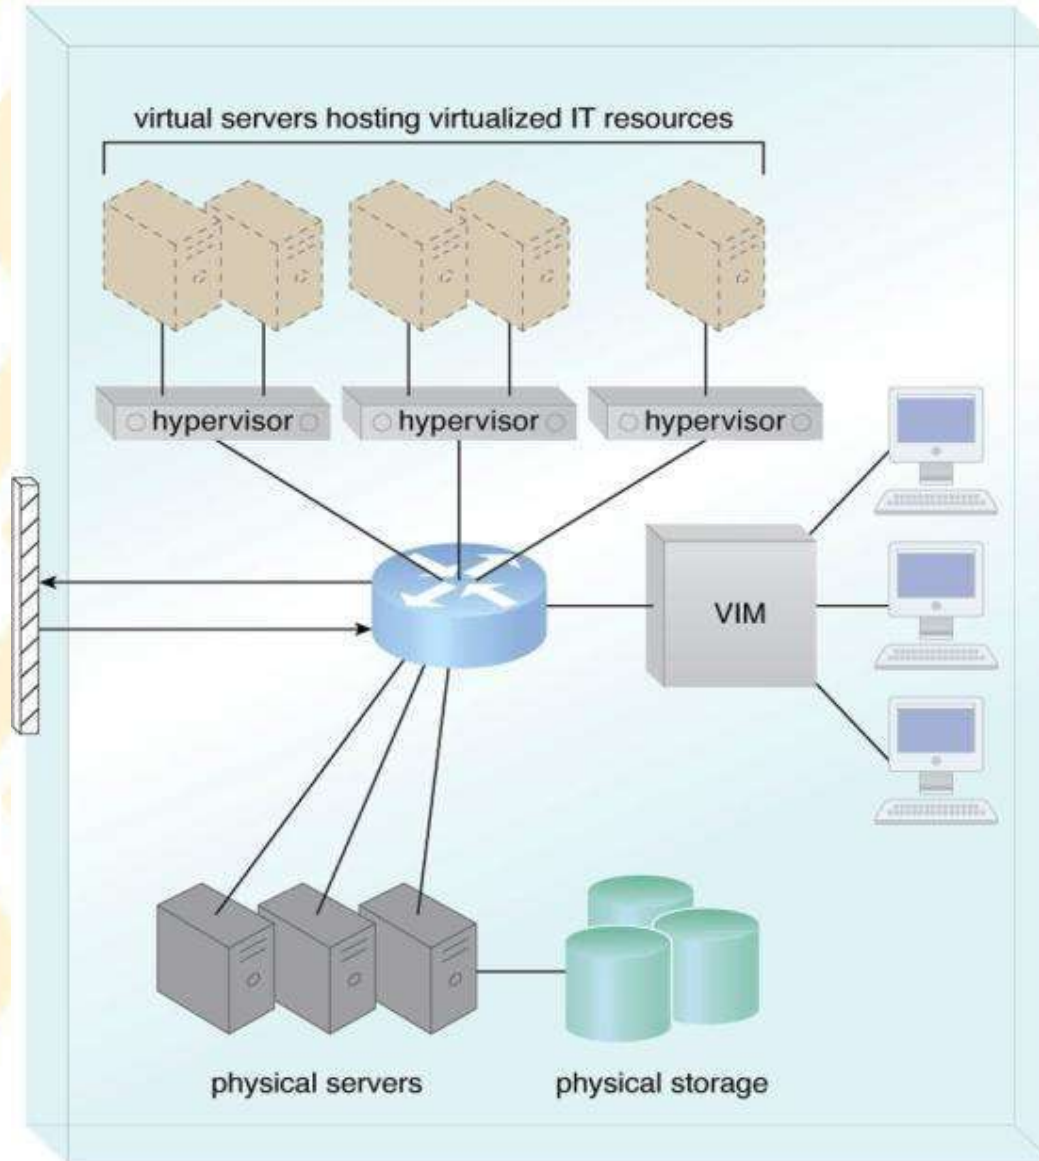 virtual servers hosting virtualized IT resources
hypervisor
hypervisor
hypervisor
VIM
physical servers
physical storage